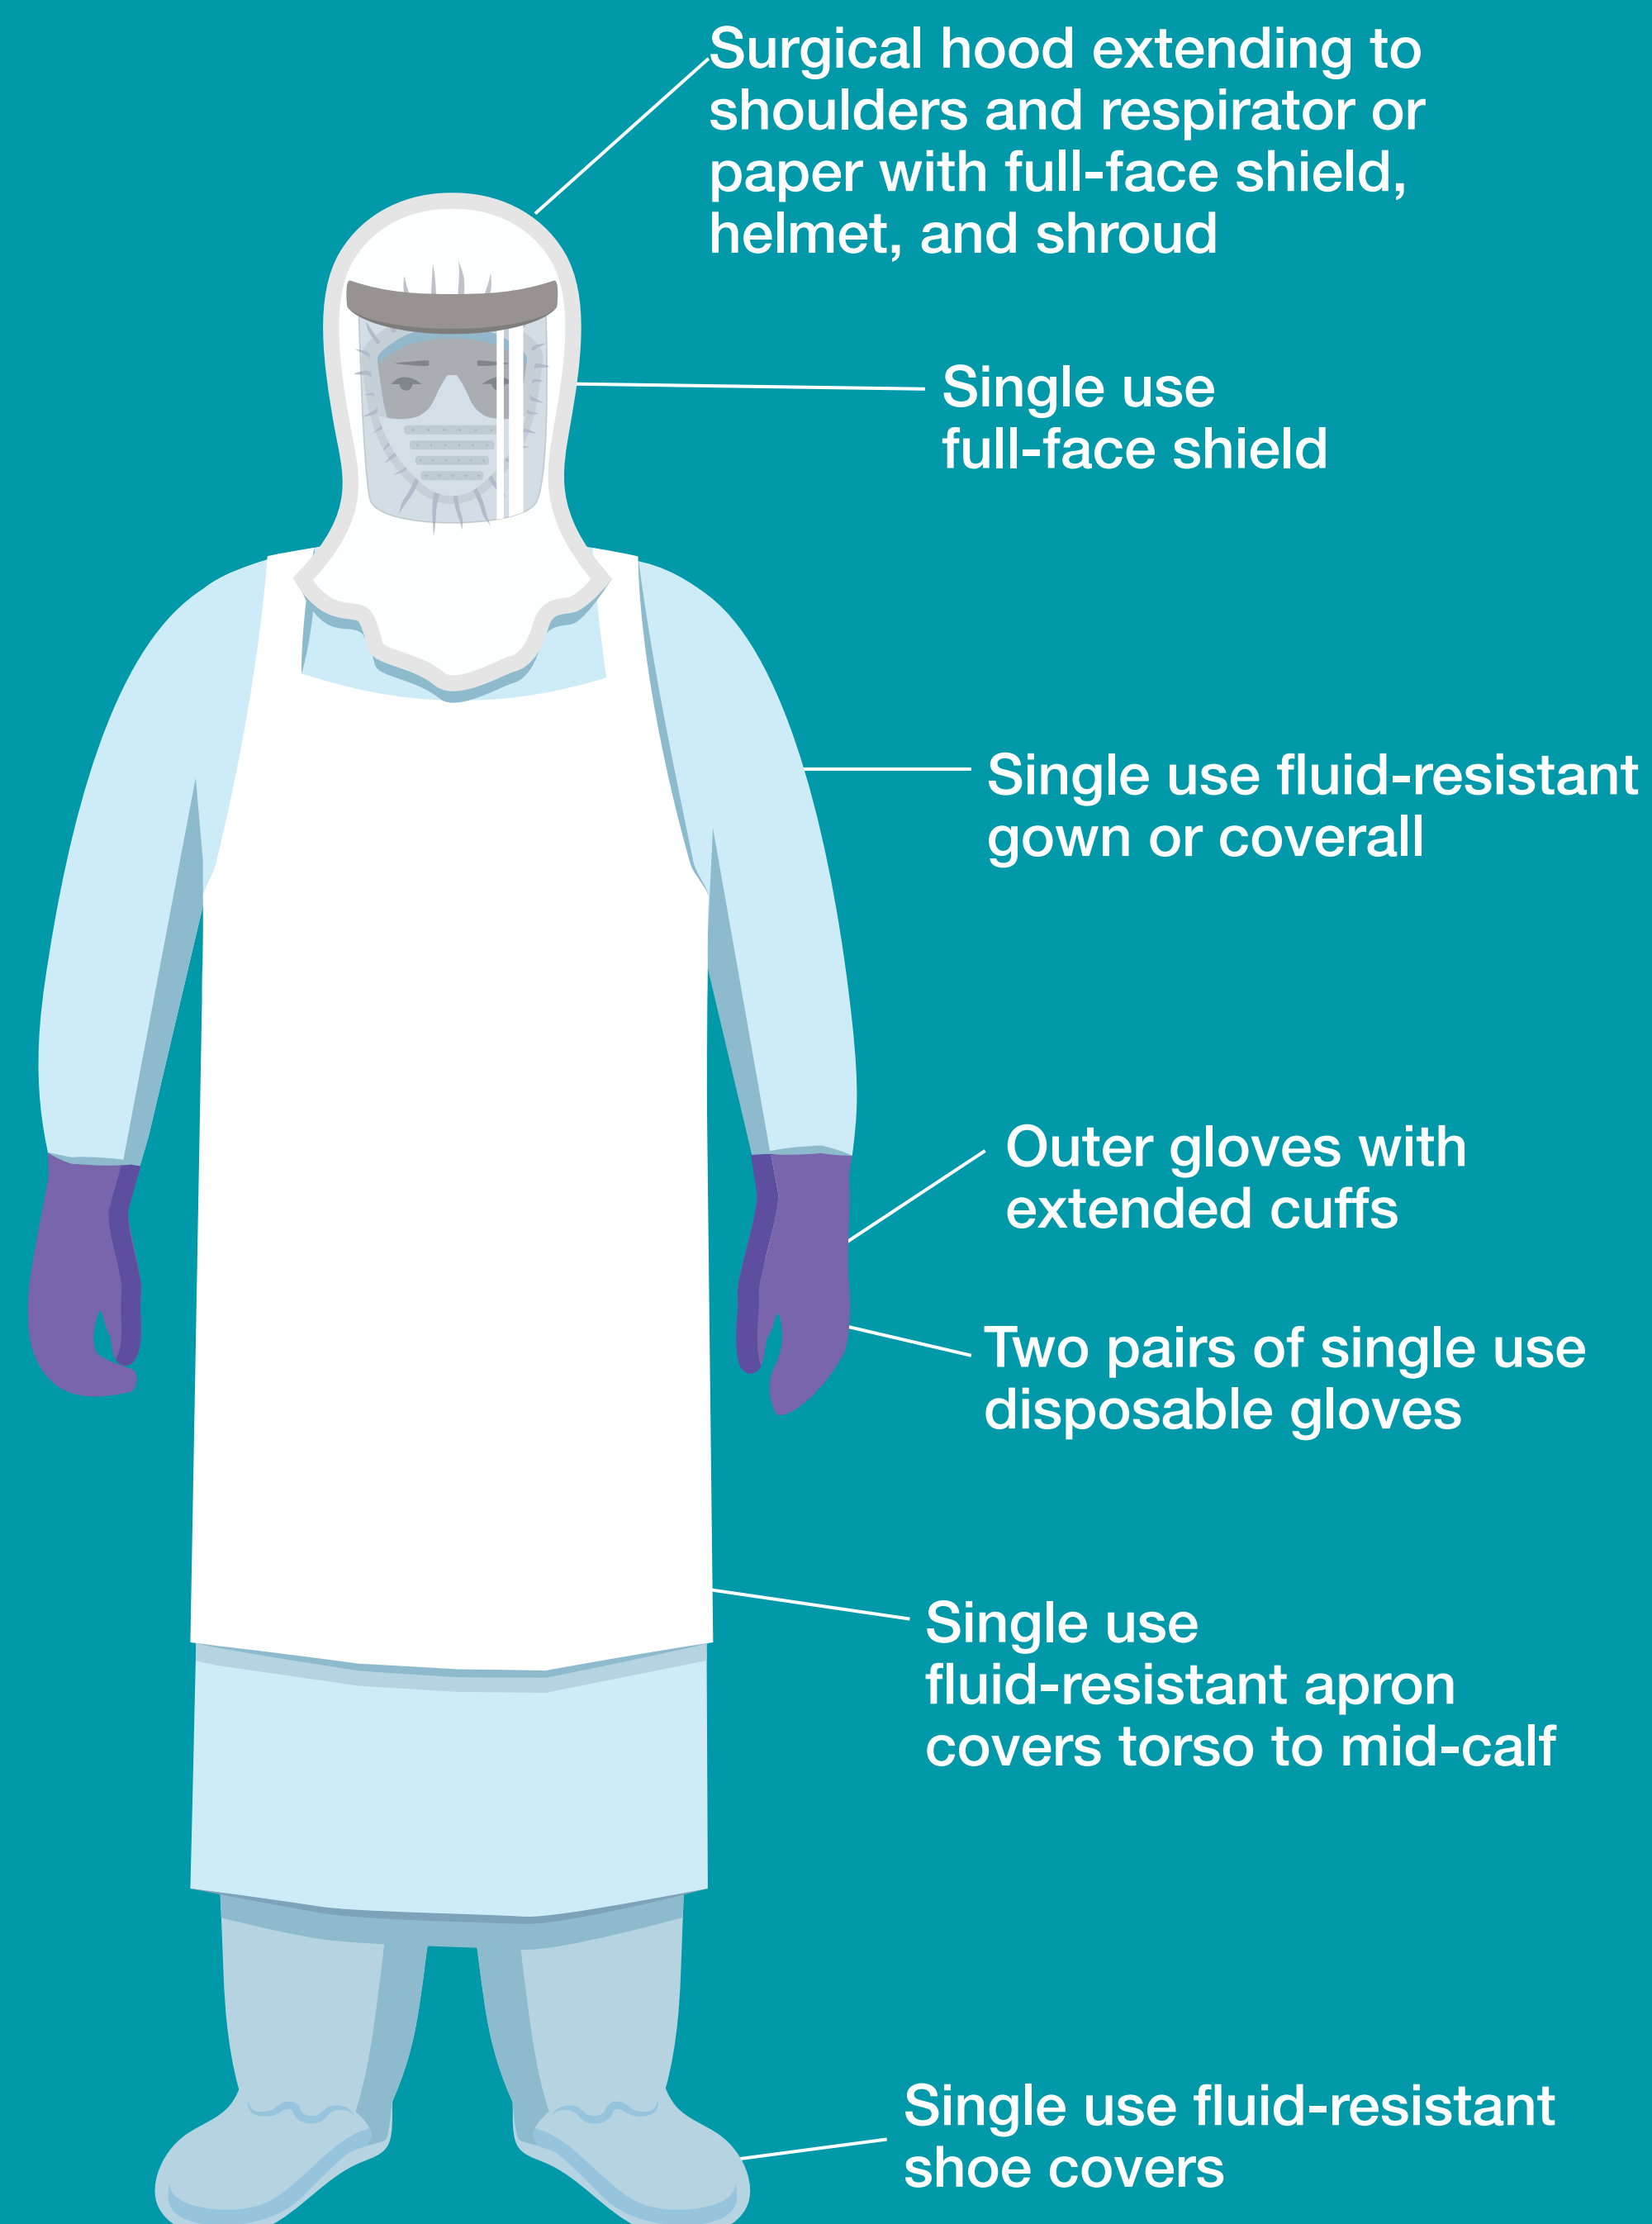 Surgical hood extending to
shoulders and respirator or
paper with full-face shield,
helmet, and shroud
Single use
full-face shield
Single use fluid-resistant
gown or coverall
Outer gloves with
extended cuffs
Two pairs of single use
disposable gloves
Single use
fluid-resistant apron
covers torso to mid-calf
Single use fluid-resistant
shoe covers